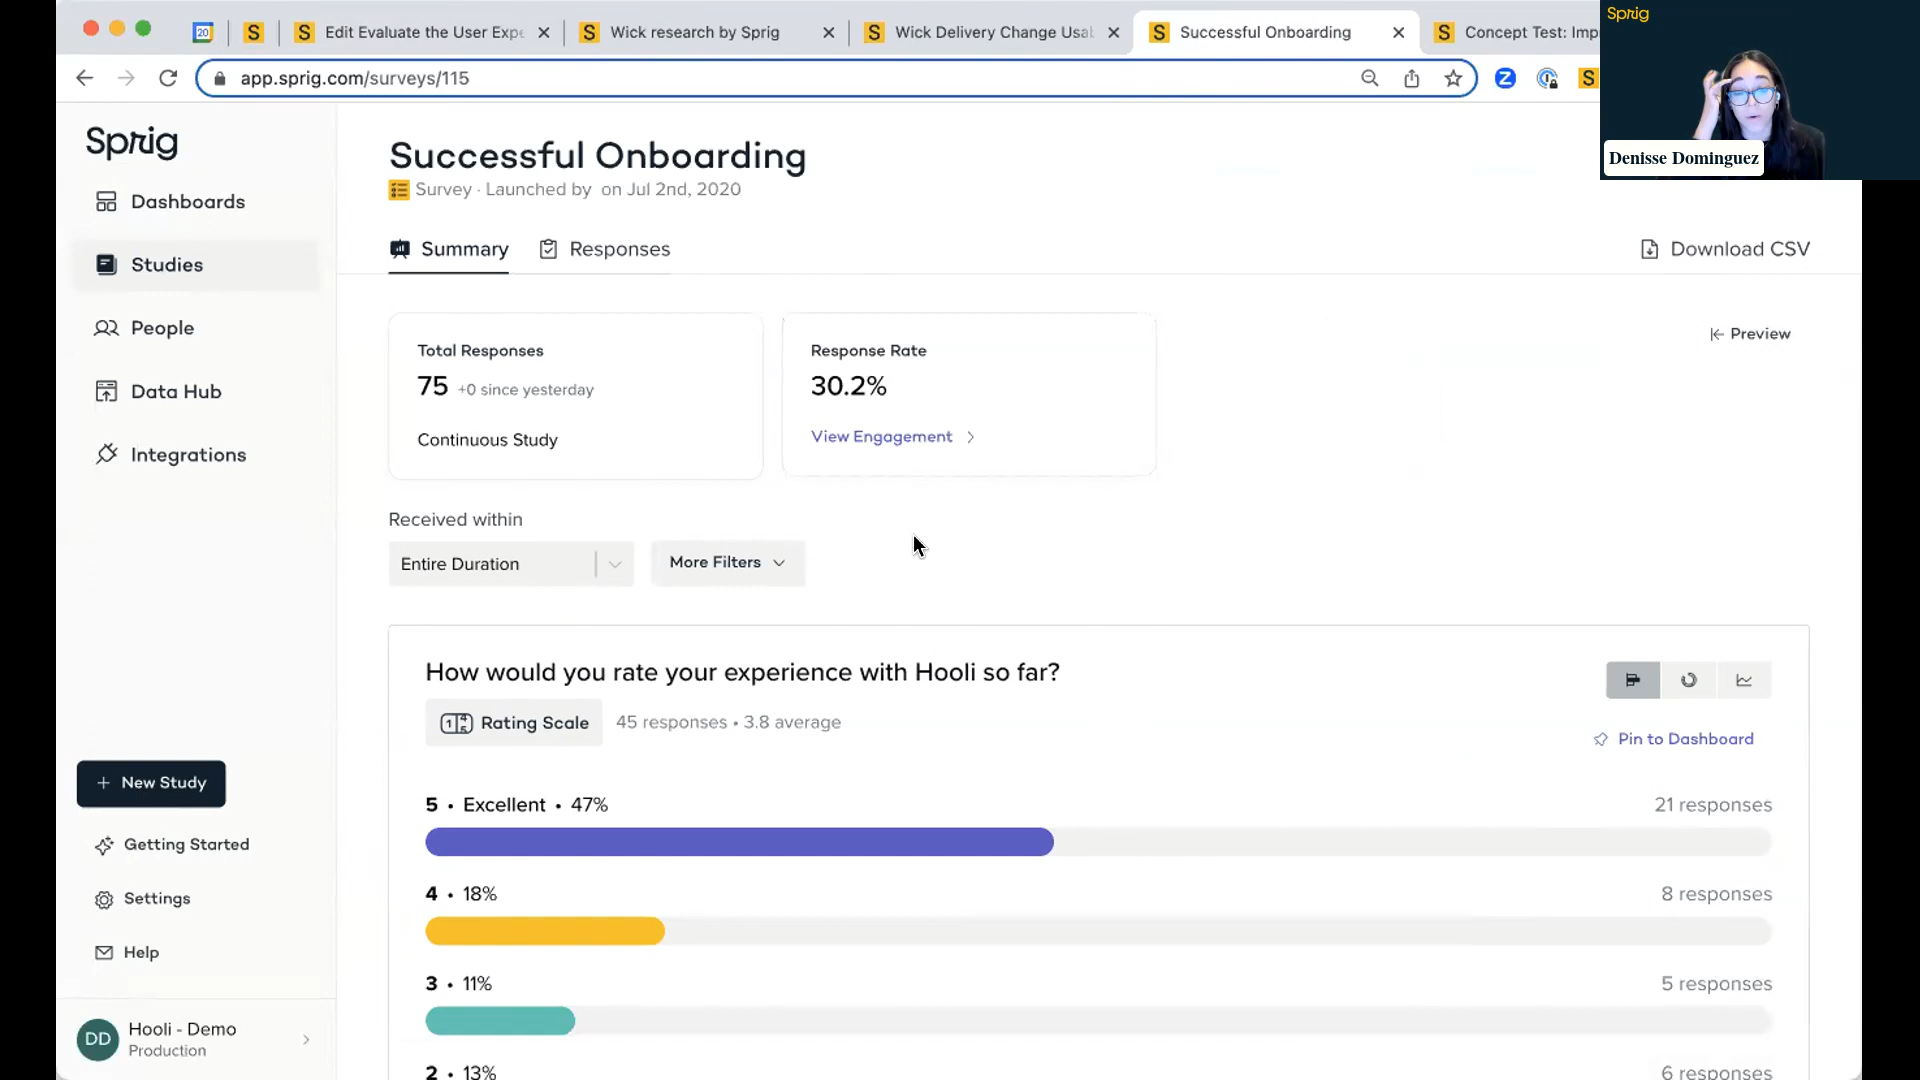 20
S
S Edit Evaluate the User Expe
S Wick research by Sprig
S Wick Delivery Change Usab
S Successful Onboarding
S Concept Test: Imp
Sprig
app.sprig.com/surveys/115
Z
S
Denisse Dominguez
Sprig
Dashboards
Studies
People
Data Hub
Integrations
New Study
Getting Started
Settings
Help
DD
Hooli - Demo
Production
Successful Onboarding
Survey · Launched by on Jul 2nd, 2020
Summary
Responses
Download CSV
Total Responses
75 +0 since yesterday
Continuous Study
Response Rate
30.2%
View Engagement
Preview
Received within
Entire Duration
More Filters
How would you rate your experience with Hooli so far?
Rating Scale
45 responses • 3.8 average
Pin to Dashboard
5 • Excellent • 47%
21 responses
4 • 18%
8 responses
3 • 11%
5 responses
2 • 13%
6 responses